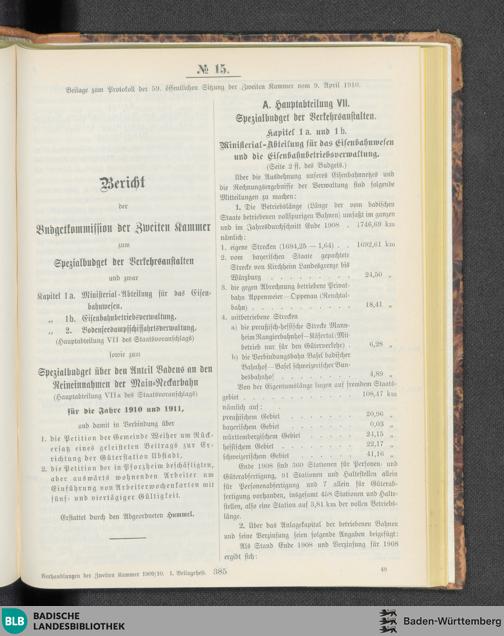 № 15.
Beilage zum Protokoll der 59. öffentlichen Sitzung der Zweiten Kammer vom 9. April 1910.
Bericht
der
Budgetkommission der Zweiten Kammer
zum
Spezialbudget der Verkehrsanstalten
und zwar
Kapitel 1a. Ministerial-Abteilung für das Eisen-
bahnwesen,
„ 1b. Eisenbahnbetriebsverwaltung,
„ 2. Bodenseedampfschiffahrtsverwaltung,
(Hauptabteilung VII des Staatsvoranschlags)
sowie zum
Spezialbudget über den Anteil Badens an den
Reineinnahmen der Main-Neckarbahn
(Hauptabteilung VIIa des Staatsvoranschlags)
für die Jahre 1910 und 1911,
und damit in Verbindung über
1. die Petition der Gemeinde Weiher um Rück-
ersatz eines geleisteten Beitrags zur Er-
richtung der Güterstation Ubstadt,
2. die Petition der in Pforzheim beschäftigten,
aber auswärts wohnenden Arbeiter um
Einführung von Arbeiterwochenkarten mit
fünf- und viertägiger Gültigkeit.
Erstattet durch den Abgeordneten Hummel.
A. Hauptabteilung VII.
Spezialbudget der Verkehrsanstalten.
Kapitel 1a. und 1b.
Ministerial-Abteilung für das Eisenbahnwesen
und die Eisenbahnbetriebsverwaltung.
(Seite 2 ff. des Budgets.)
Über die Ausdehnung unseres Eisenbahnnetzes und
die Rechnungsergebnisse der Verwaltung sind folgende
Mitteilungen zu machen:
1. Die Betriebslänge (Länge der vom badischen
Staate betriebenen vollspurigen Bahnen) umfaßt im ganzen
und im Jahresdurchschnitt Ende 1908 . 1746,69 km
nämlich:
1. eigene Strecken (1694,25 — 1,64) . . 1692,61 km
2. vom bayerischen Staate gepachtete
Strecke von Kirchheim Landesgrenze bis
Würzburg . . . . . . . . . 24,50 „
3. die gegen Abrechnung betriebene Privat-
bahn Appenweier—Oppenau (Renchtal-
bahn) . . . . . . . . . . 18,41 „
4. mitbetriebene Strecken
a) die preußisch-hessische Strecke Mann-
heim Rangierbahnhof—Käfertal (Mit-
betrieb nur für den Güterverkehr) . 6,28 „
b) die Verbindungsbahn Basel badischer
Bahnhof—Basel schweizerischer Bun-
desbahnhof . . . . . . . . 4,89 „
Von der Eigentumslänge liegen auf fremdem Staats-
gebiet . . . . . . . . . . . 108,47 km
nämlich auf:
preußischen Gebiet . . . . . . . 20,96 „
bayerischen Gebiet . . . . . . . 0,03 „
württembergischen Gebiet . . . . . 24,15 „
hessischem Gebiet . . . . . . . 22,17 „
schweizerischem Gebiet . . . . . . 41,16 „
Ende 1908 sind 360 Stationen für Personen- und
Güterabfertigung, 91 Stationen und Haltestellen allein
für Personenabfertigung und 7 allein für Güterab-
fertigung vorhanden, insgesamt 458 Stationen und Halte-
stellen, also eine Station auf 3,81 km der vollen Betriebs-
länge.
2. Über das Anlagekapital der betriebenen Bahnen
und seine Verzinsung seien folgende Angaben beigefügt:
Als Stand Ende 1908 und Verzinsung für 1908
ergibt sich:
Verhandlungen der Zweiten Kammer 1909/10. 4. Beilageheft. 385
49
BLB BADISCHE
LANDESBIBLIOTHEK
Baden-Württemberg